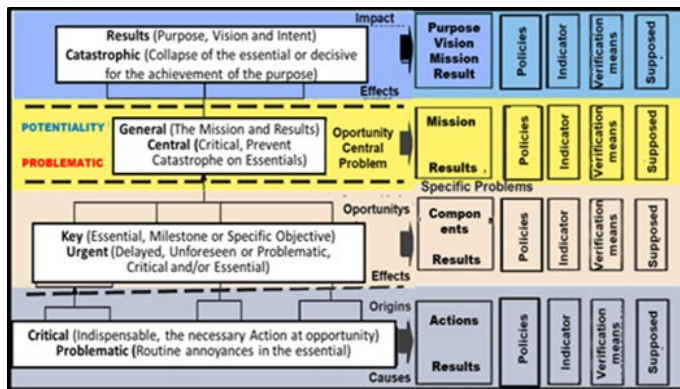 Impact
Results (Purpose, Vision and Intent)
Catastrophic (Collapse of the essential or decisive
for the achievement of the purpose)
Effects
Purpose
Vision
Mission
Result
Policies
Indicator
Verification means
Supposed
POTENTIALITY
PROBLEMATIC
General (The Mission and Results)
Central (Critical, Prevent
Catastrophe on Essentials)
Opportunity
Central
Problem
Mission
Results
Policies
Indicator
Verification means
Supposed
Specific Problems
Opportunitys
Key (Essential, Milestone or Specific Objective)
Urgent (Delayed, Unforeseen or Problematic,
Critical and/or Essential)
Effects
Compon
ents
Results
Policies
Indicator
Verification means
Supposed
Origins
Critical (Indispensable, the necessary Action at opportunity)
Problematic (Routine annoyances in the essential)
Causes
Actions
Results
Policies
Indicator
Verification means
Supposed